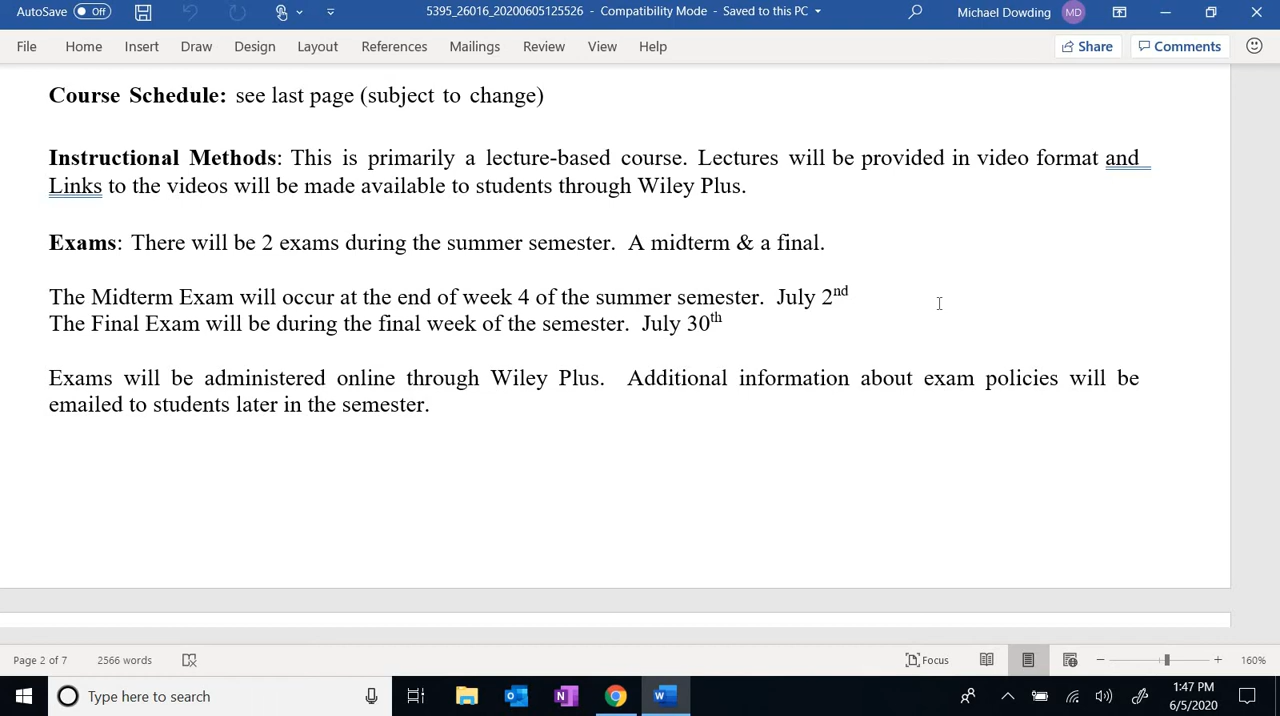 AutoSave Off 5395_26016_20200605125526 – Compatibility Mode – Saved to this PC Michael Dowding MD
File Home Insert Draw Design Layout References Mailings Review View Help Share Comments
Course Schedule: see last page (subject to change)
Instructional Methods: This is primarily a lecture-based course. Lectures will be provided in video format and
Links to the videos will be made available to students through Wiley Plus.
Exams: There will be 2 exams during the summer semester. A midterm & a final.
The Midterm Exam will occur at the end of week 4 of the summer semester. July 2nd
The Final Exam will be during the final week of the semester. July 30th
Exams will be administered online through Wiley Plus. Additional information about exam policies will be
emailed to students later in the semester.
Page 2 of 7 2566 words Focus 160%
Type here to search 1:47 PM
6/5/2020